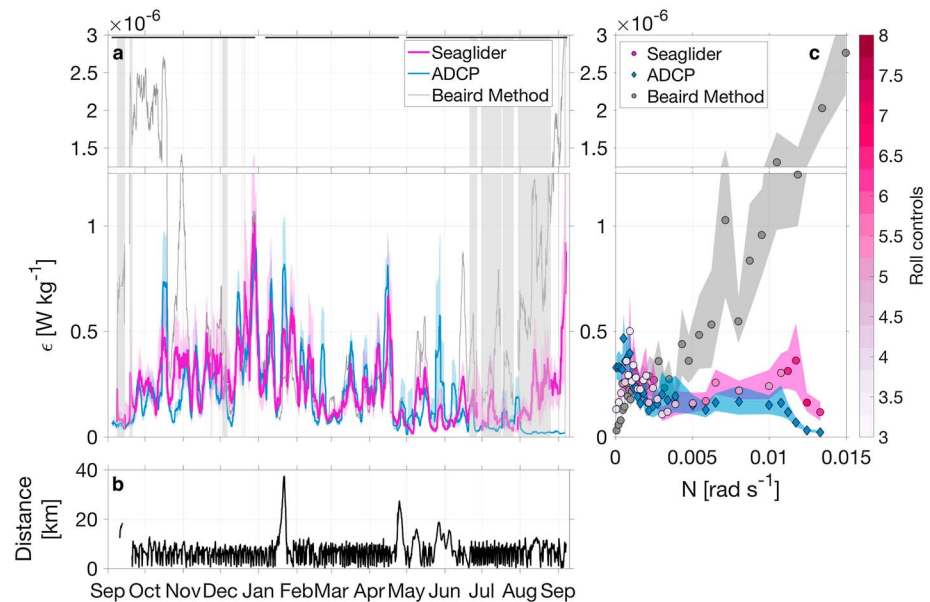 ×10⁻⁶
3
a
Seaglider
ADCP
Beaird Method
2.5
2
1.5
1
0.5
0
ϵ [W kg⁻¹]
×10⁻⁶
3
Seaglider
c
ADCP
Beaird Method
2.5
2
1.5
1
0.5
0
0
0.005
0.01
0.015
N [rad s⁻¹]
8
7.5
7
6.5
6
5.5
5
4.5
4
3.5
3
Roll controls
40
b
20
0
Distance
[km]
Sep Oct Nov Dec Jan Feb Mar Apr May Jun Jul Aug Sep